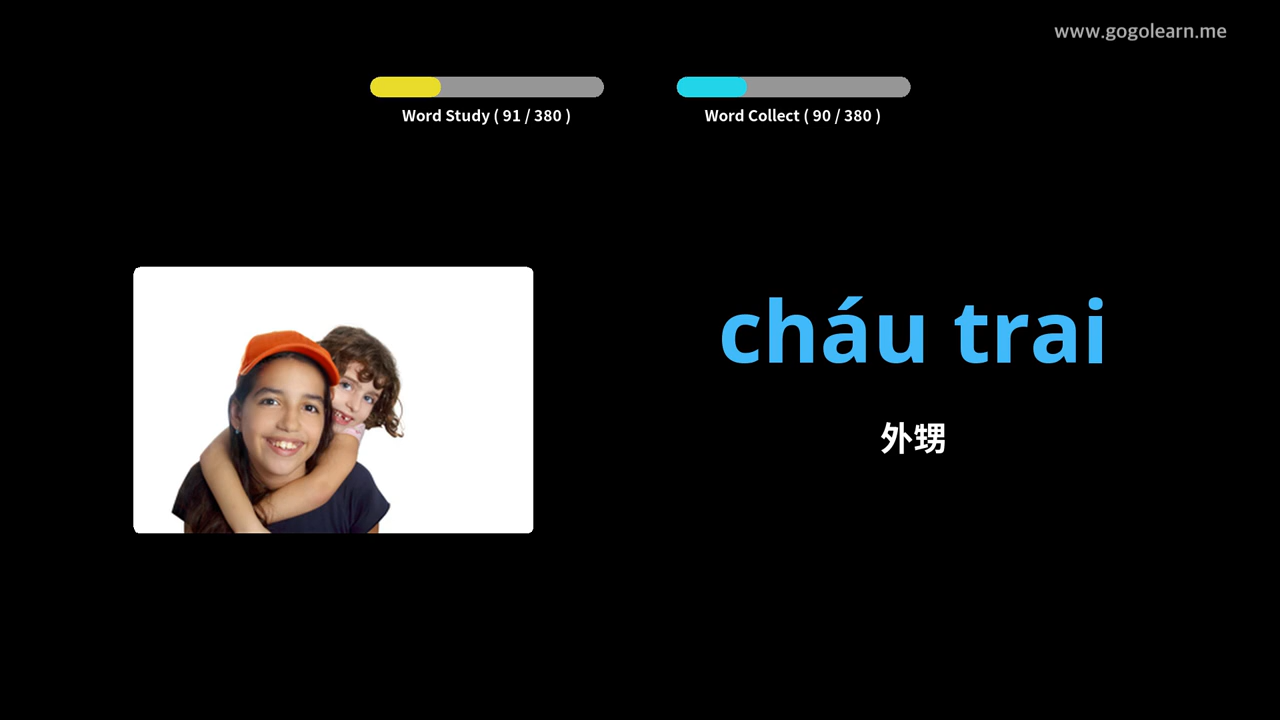 www.gogolearn.me
Word Study ( 91 / 380 )
Word Collect ( 90 / 380 )
cháu trai
外甥